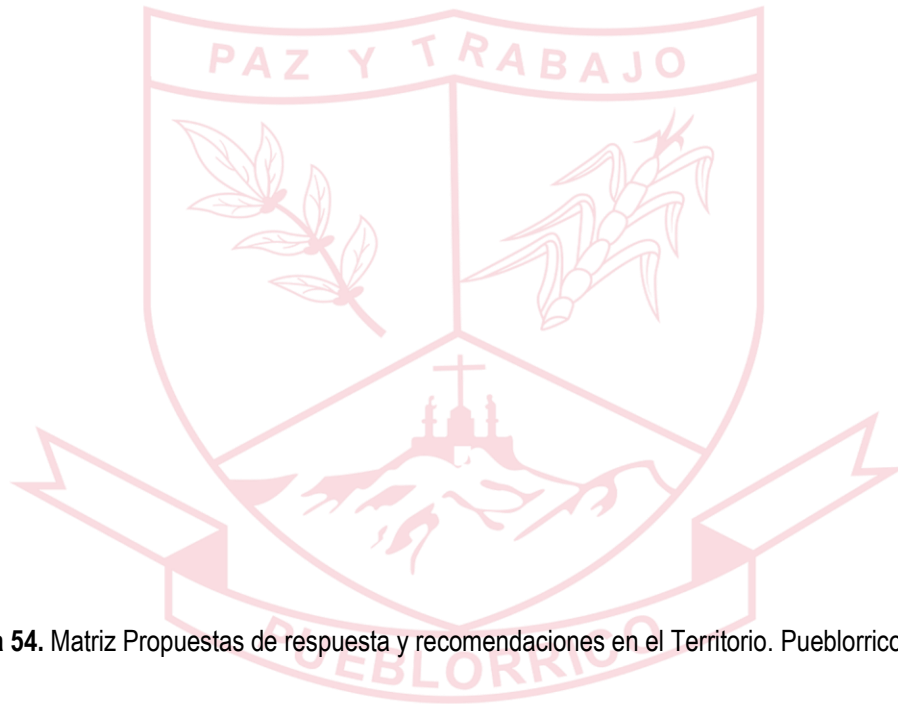 PAZ Y TRABAJO
54. Matriz Propuestas de respuesta y recomendaciones en el Territorio. Pueblorrico
PUEBLORRICO